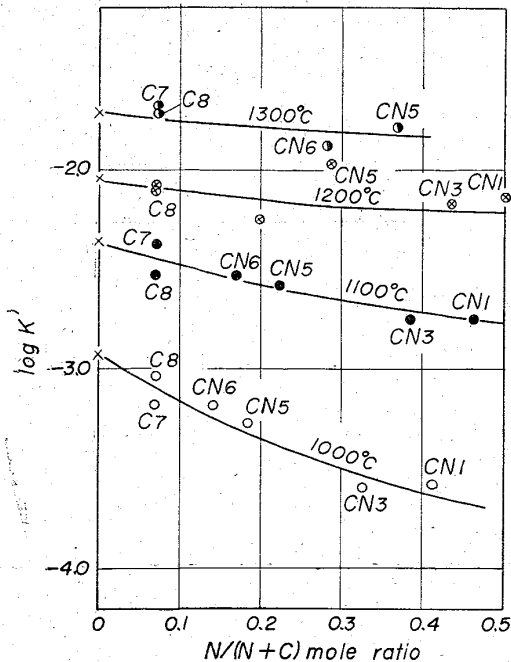 C7
C8
1300°C
CN5
CN6
-2.0
CN5
C8
1200°C
CN3
CN1
C7
CN6
CN5
1100°C
C8
CN3
CN1
log K'
-3.0
C8
CN6
CN5
C7
1000°C
CN1
CN3
-4.0
0
0.1
0.2
0.3
0.4
0.5
N/(N+C) mole ratio